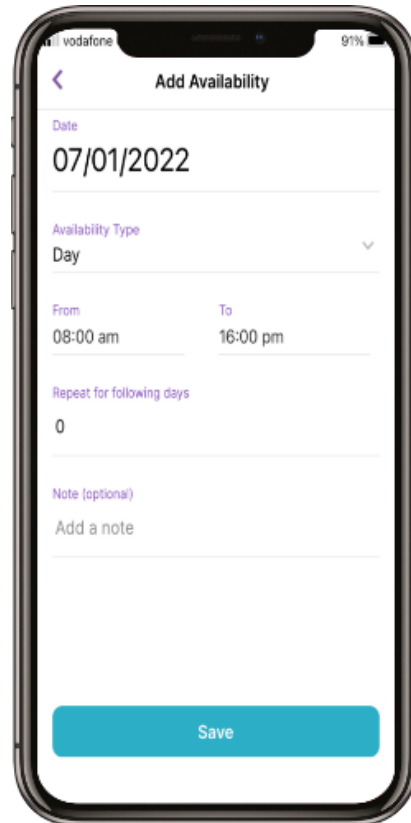 vodafone 91%
Add Availability
Date
07/01/2022
Availability Type
Day
From To
08:00 am 16:00 pm
Repeat for following days
0
Note (optional)
Add a note
Save